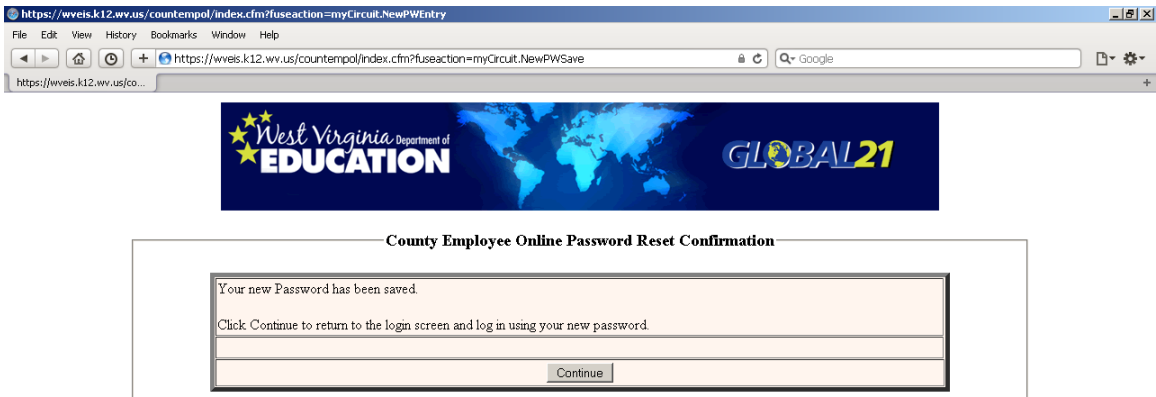 https://wveis.k12.wv.us/countempol/index.cfm?fuseaction=myCircuit.NewPWEntry
File Edit View History Bookmarks Window Help
https://wveis.k12.wv.us/countempol/index.cfm?fuseaction=myCircuit.NewPWSave
Google
https://wveis.k12.wv.us/co...
West Virginia Department of
EDUCATION
GLOBAL21
County Employee Online Password Reset Confirmation
Your new Password has been saved.
Click Continue to return to the login screen and log in using your new password.
Continue